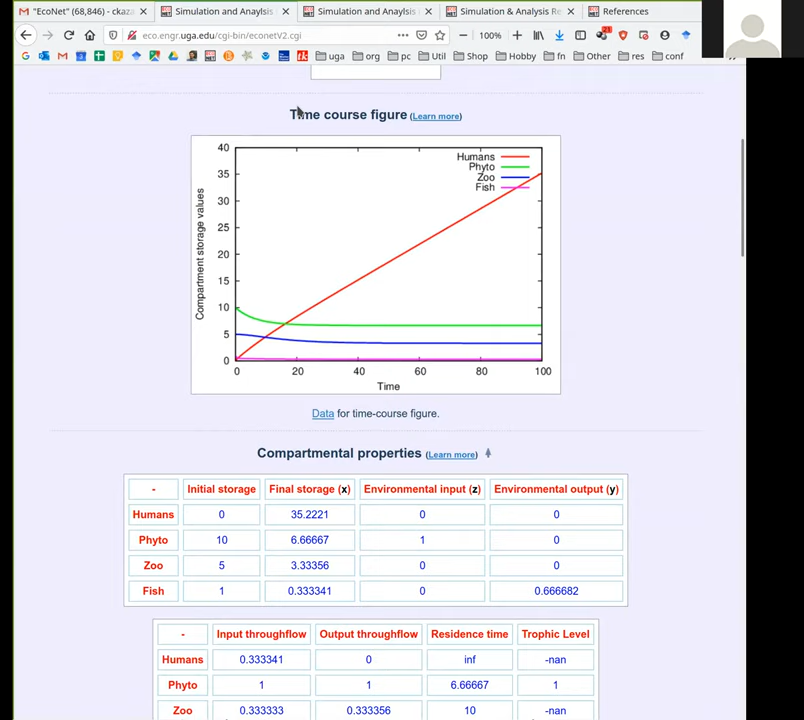 "EcoNet" (68,846) - ckaza
Simulation and Anaylsis
Simulation and Anaylsis
Simulation & Analysis Re
References
eco.engr.uga.edu/cgi-bin/econetV2.cgi
100%
21
uga
org
pc
Util
Shop
Hobby
fn
Other
res
conf
Time course figure (Learn more)
40
35
30
25
20
15
10
5
0
Compartment storage values
Humans
Phyto
Zoo
Fish
0 20 40 60 80 100
Time
Data for time-course figure.
Compartmental properties (Learn more)
- Initial storage Final storage (x) Environmental input (z) Environmental output (y)
Humans 0 35.2221 0 0
Phyto 10 6.66667 1 0
Zoo 5 3.33356 0 0
Fish 1 0.333341 0 0.666682
- Input throughflow Output throughflow Residence time Trophic Level
Humans 0.333341 0 inf -nan
Phyto 1 1 6.66667 1
Zoo 0.333333 0.333356 10 -nan